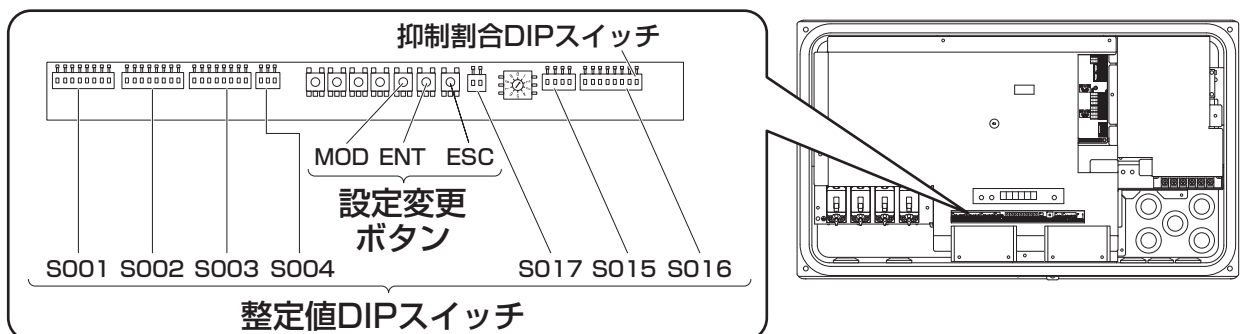 抑制割合DIPスイッチ
MOD ENT ESC
設定変更
ボタン
S001 S002 S003 S004 S017 S015 S016
整定値DIPスイッチ